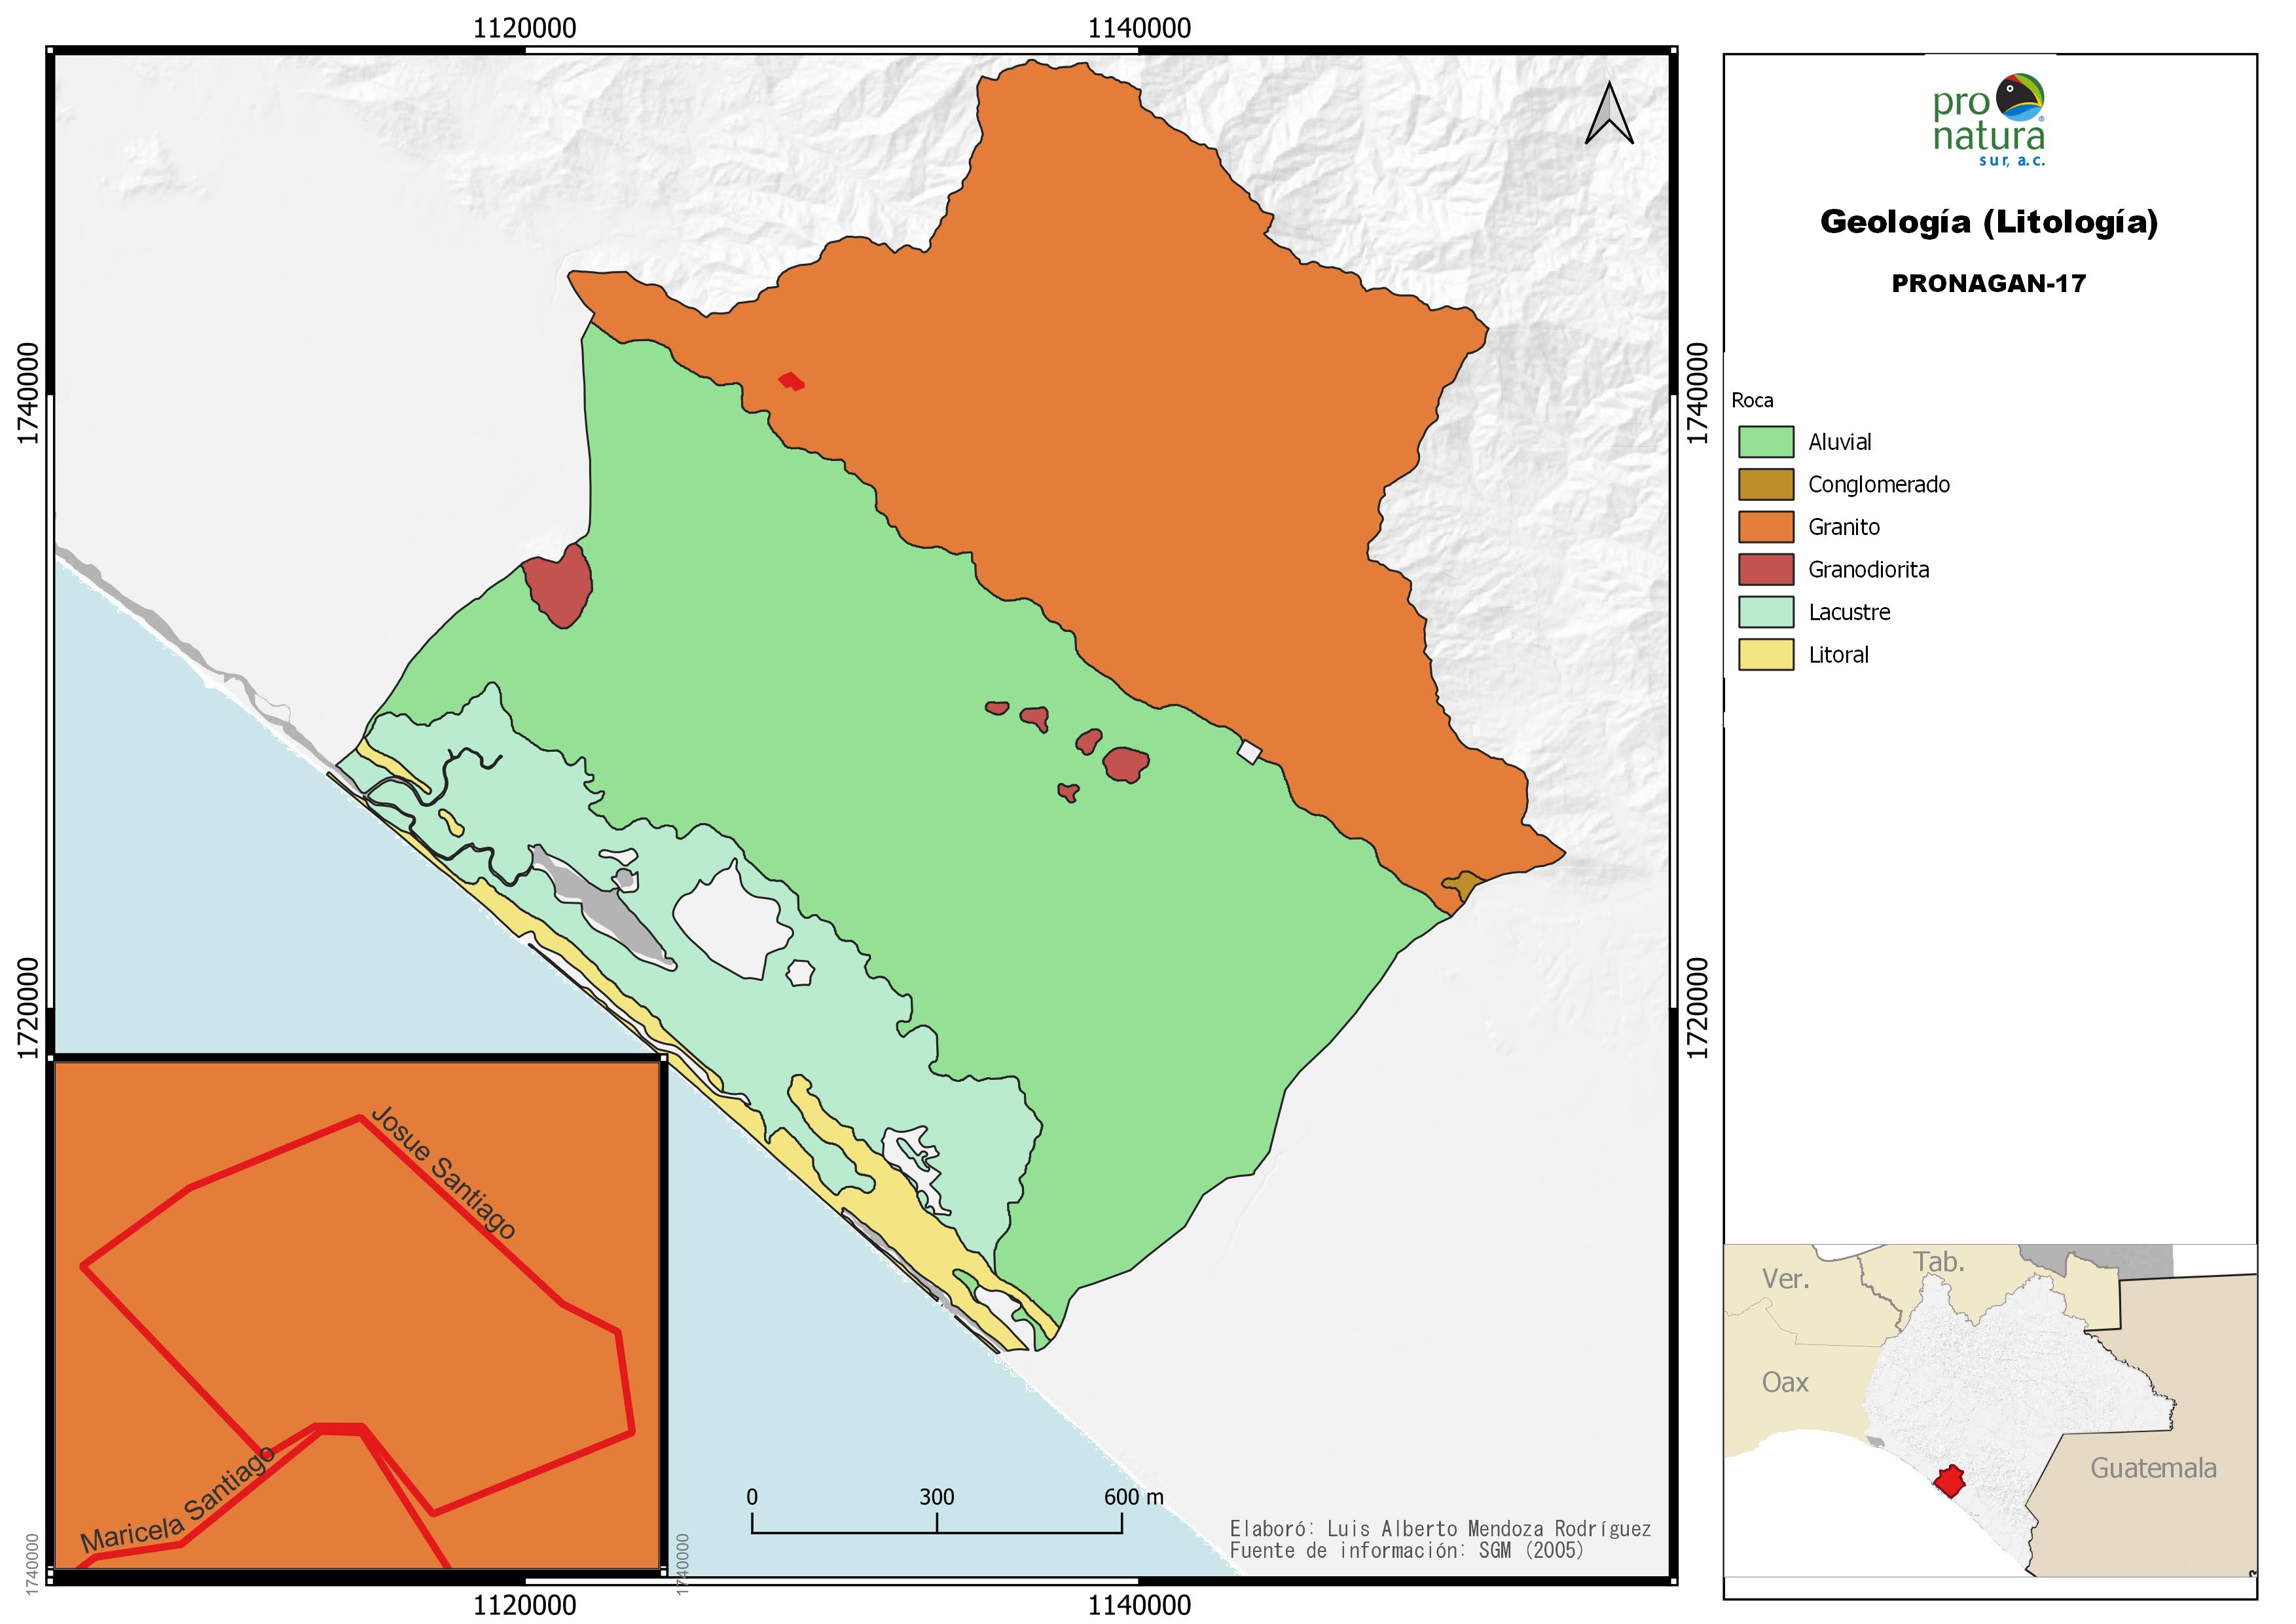 1120000
1140000
1740000
1740000
1720000
1720000
1120000
1140000
Josue Santiago
Maricela Santiago
1740000
1740000
0
300
600 m
Elaboró: Luis Alberto Mendoza Rodríguez
Fuente de información: SGM (2005)
pro
natura
sur, a.c.
Geología (Litología)
PRONAGAN-17
Roca
Aluvial
Conglomerado
Granito
Granodiorita
Lacustre
Litoral
Ver.
Tab.
Oax
Guatemala